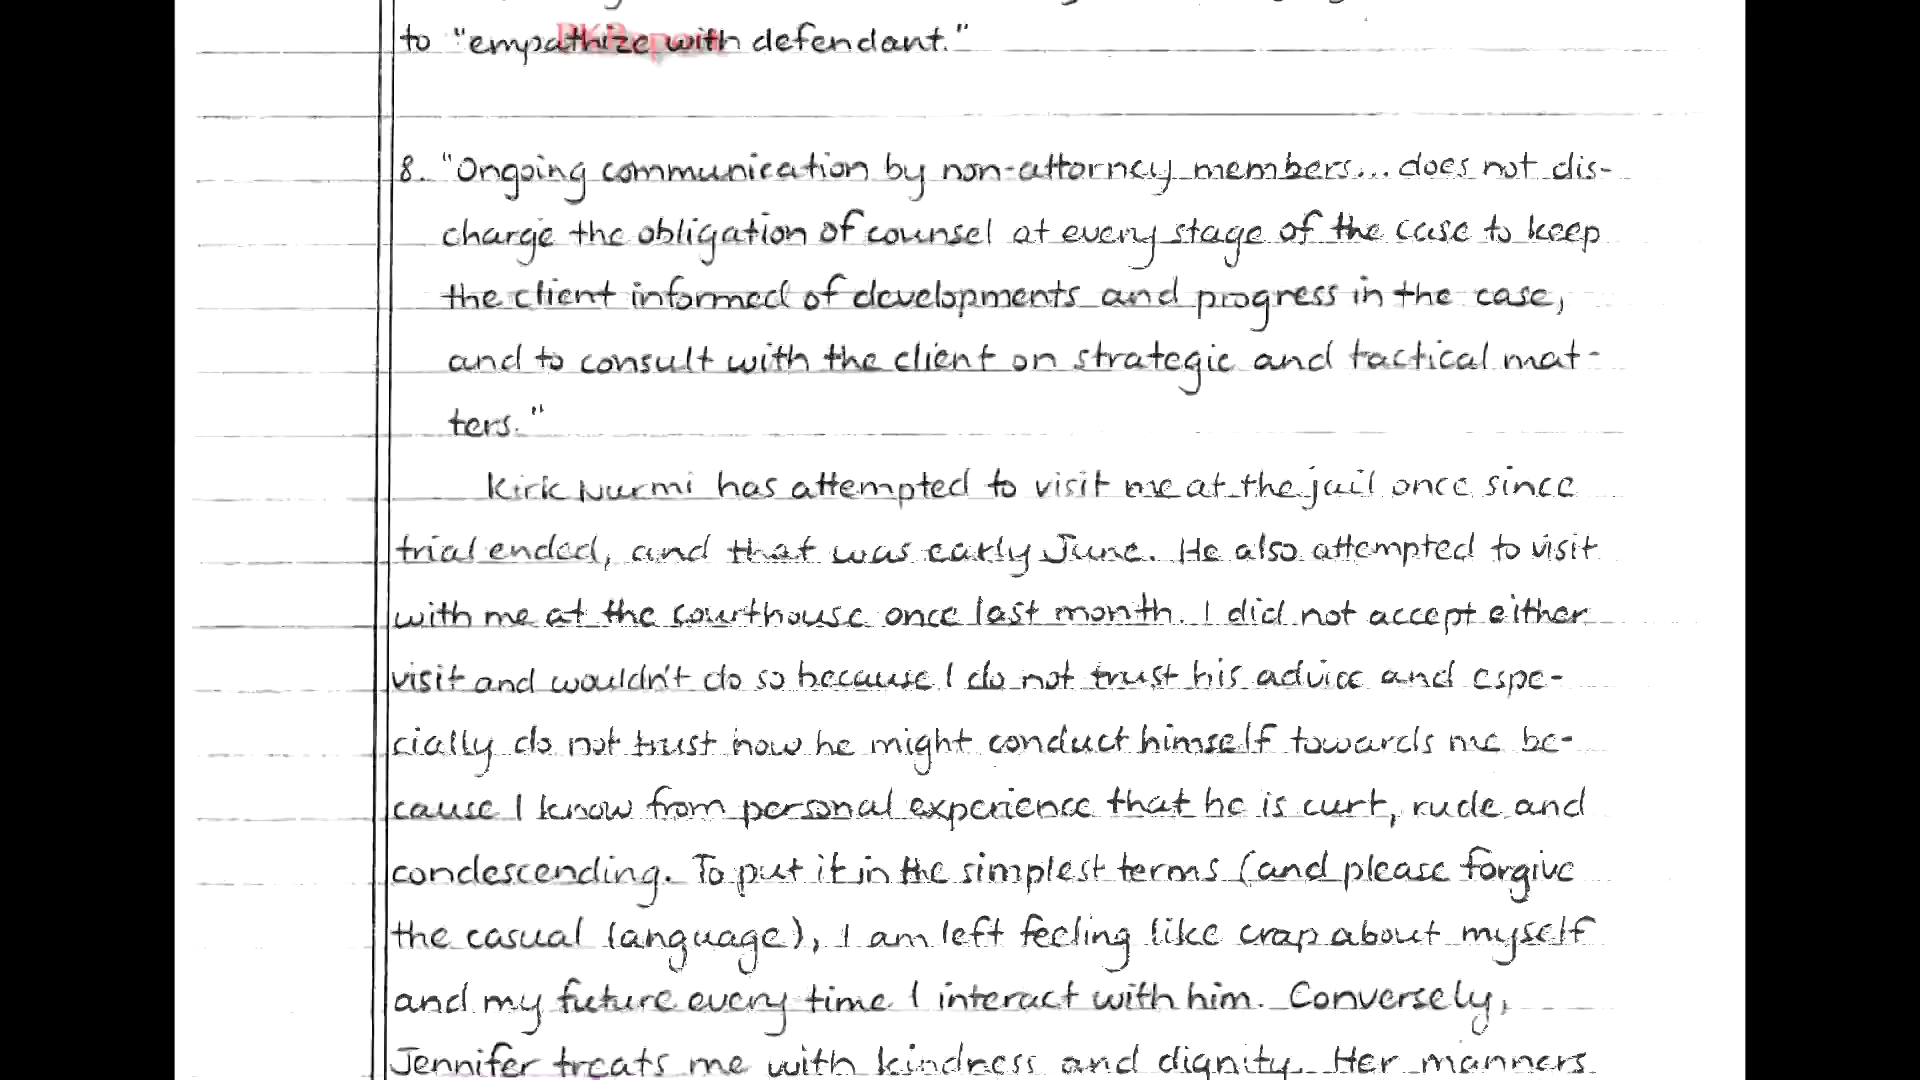 to "empathize with defendant."
8. "Ongoing communication by non-attorney members... does not dis-
charge the obligation of counsel at every stage of the case to keep
the client informed of developments and progress in the case,
and to consult with the client on strategic and tactical mat-
ters."
Kirk Nurmi has attempted to visit me at the jail once since
trial ended, and that was early June. He also attempted to visit
with me at the courthouse once last month. I did not accept either
visit and wouldn't do so because I do not trust his advice and espe-
cially do not trust how he might conduct himself towards me be-
cause I know from personal experience that he is curt, rude and
condescending. To put it in the simplest terms (and please forgive
the casual language), I am left feeling like crap about myself
and my future every time I interact with him. Conversely,
Jennifer treats me with kindness and dignity. Her manners